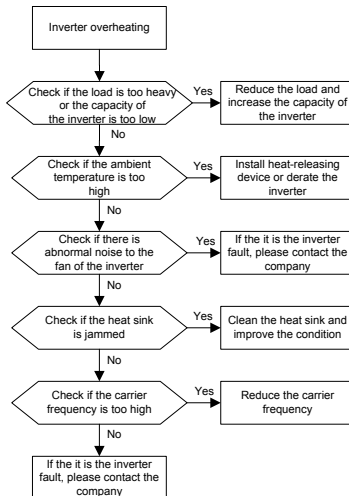 Inverter overheating
Check if the load is too heavy
or the capacity of
the inverter is too low
Yes
Reduce the load and
increase the capacity of
the inverter
No
Check if the ambient
temperature is too
high
Yes
Install heat-releasing
device or derate the
inverter
No
Check if there is
abnormal noise to the
fan of the inverter
Yes
If the it is the inverter
fault, please contact the
company
No
Check if the heat sink
is jammed
Yes
Clean the heat sink and
improve the condition
No
Check if the carrier
frequency is too high
Yes
Reduce the carrier
frequency
No
If the it is the inverter
fault, please contact the
company